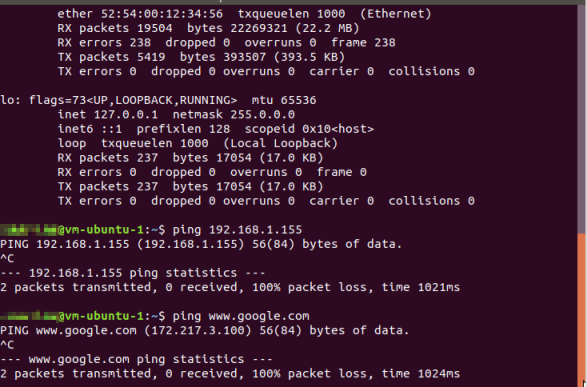 ether 52:54:00:12:34:56  txqueuelen 1000  (Ethernet)
RX packets 19504  bytes 22269321 (22.2 MB)
RX errors 238  dropped 0  overruns 0  frame 238
TX packets 5419  bytes 393507 (393.5 KB)
TX errors 0  dropped 0 overruns 0  carrier 0  collisions 0
lo: flags=73<UP,LOOPBACK,RUNNING>  mtu 65536
inet 127.0.0.1  netmask 255.0.0.0
inet6 ::1  prefixlen 128  scopeid 0x10<host>
loop  txqueuelen 1000  (Local Loopback)
RX packets 237  bytes 17054 (17.0 KB)
RX errors 0  dropped 0  overruns 0  frame 0
TX packets 237  bytes 17054 (17.0 KB)
TX errors 0  dropped 0 overruns 0  carrier 0  collisions 0
@vm-ubuntu-1:~$ ping 192.168.1.155
PING 192.168.1.155 (192.168.1.155) 56(84) bytes of data.
^C
--- 192.168.1.155 ping statistics ---
2 packets transmitted, 0 received, 100% packet loss, time 1021ms
@vm-ubuntu-1:~$ ping www.google.com
PING www.google.com (172.217.3.100) 56(84) bytes of data.
^C
--- www.google.com ping statistics ---
2 packets transmitted, 0 received, 100% packet loss, time 1024ms